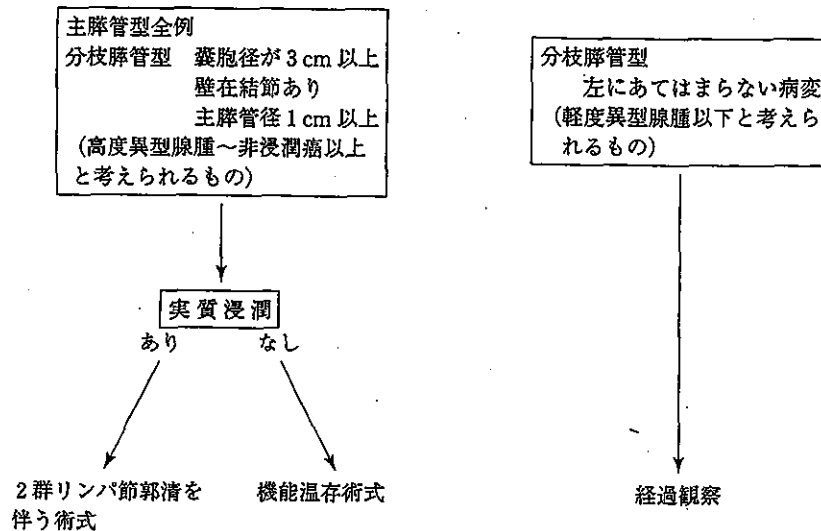 主膵管型全例
分枝膵管型 嚢胞径が3cm以上
壁在結節あり
主膵管径1cm以上
(高度異型腺腫〜非浸潤癌以上
と考えられるもの)
分枝膵管型
左にあてはまらない病変
(軽度異型腺腫以下と考えら
れるもの)
実質浸潤
あり なし
2群リンパ節郭清を
伴う術式
機能温存術式
経過観察